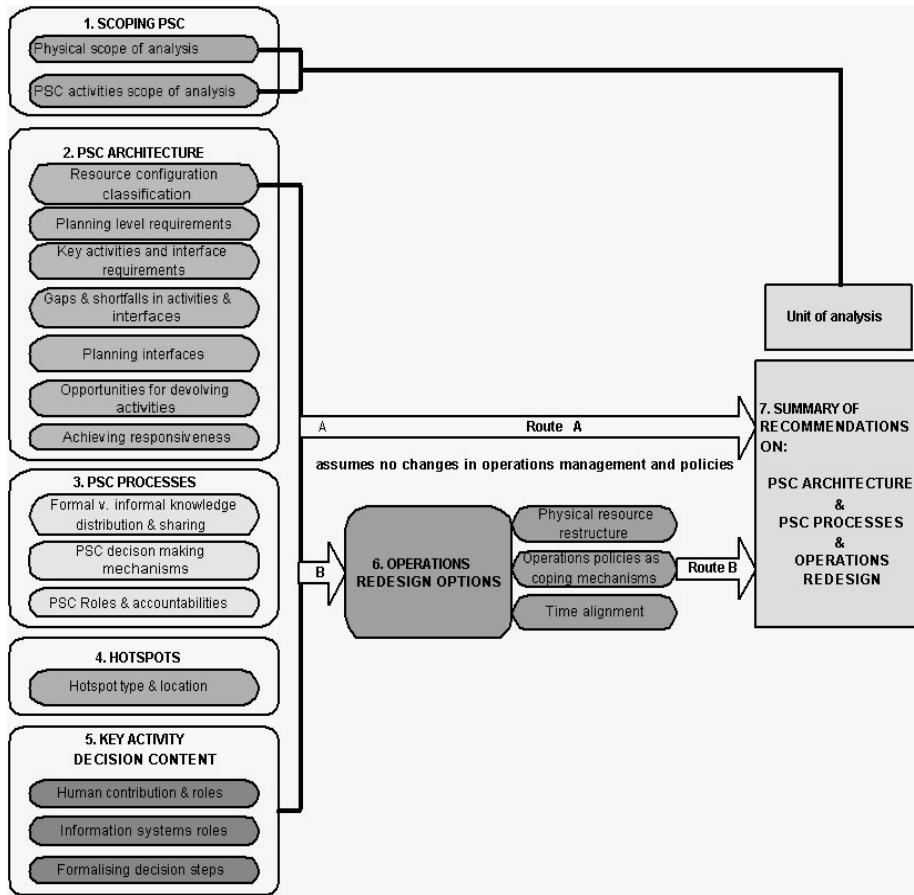 1. SCOPING PSC
Physical scope of analysis
PSC activities scope of analysis
2. PSC ARCHITECTURE
Resource configuration
classification
Planning level requirements
Key activities and interface
requirements
Gaps & shortfalls in activities &
interfaces
Planning interfaces
Opportunities for devolving
activities
Achieving responsiveness
3. PSC PROCESSES
Formal v. informal knowledge
distribution & sharing
PSC decison making
mechanisms
PSC Roles & accountabilities
4. HOTSPOTS
Hotspot type & location
5. KEY ACTIVITY
DECISION CONTENT
Human contribution & roles
Information systems roles
Formalising decision steps
A
Route A
assumes no changes in operations management and policies
B
6. OPERATIONS
REDESIGN OPTIONS
Physical resource
restructure
Operations policies as
coping mechanisms
Time alignment
Route B
Unit of analysis
7. SUMMARY OF
RECOMMENDATIONS
ON:
PSC ARCHITECTURE
&
PSC PROCESSES
&
OPERATIONS
REDESIGN